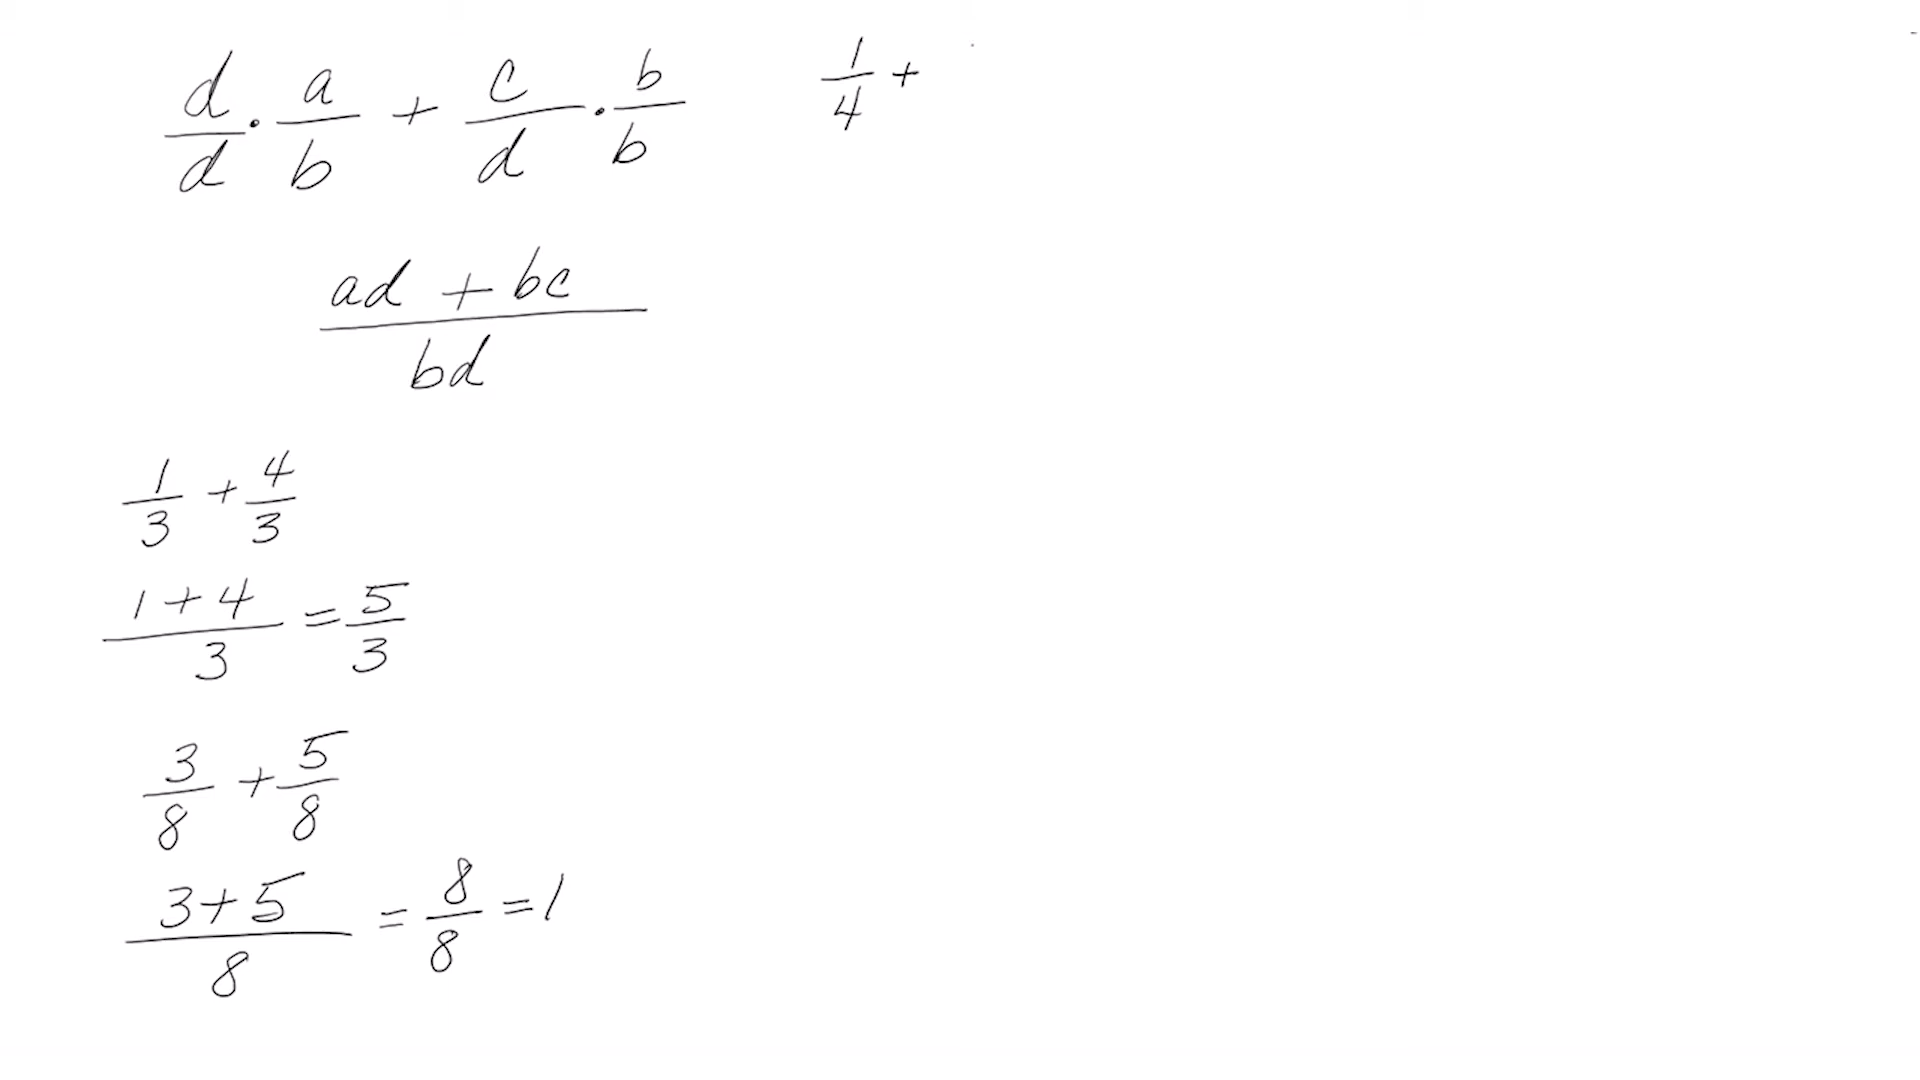 d/d · a/b + c/d · b/b
(ad + bc)/bd
1/3 + 4/3
(1+4)/3 = 5/3
3/8 + 5/8
(3+5)/8 = 8/8 = 1
1/4 +